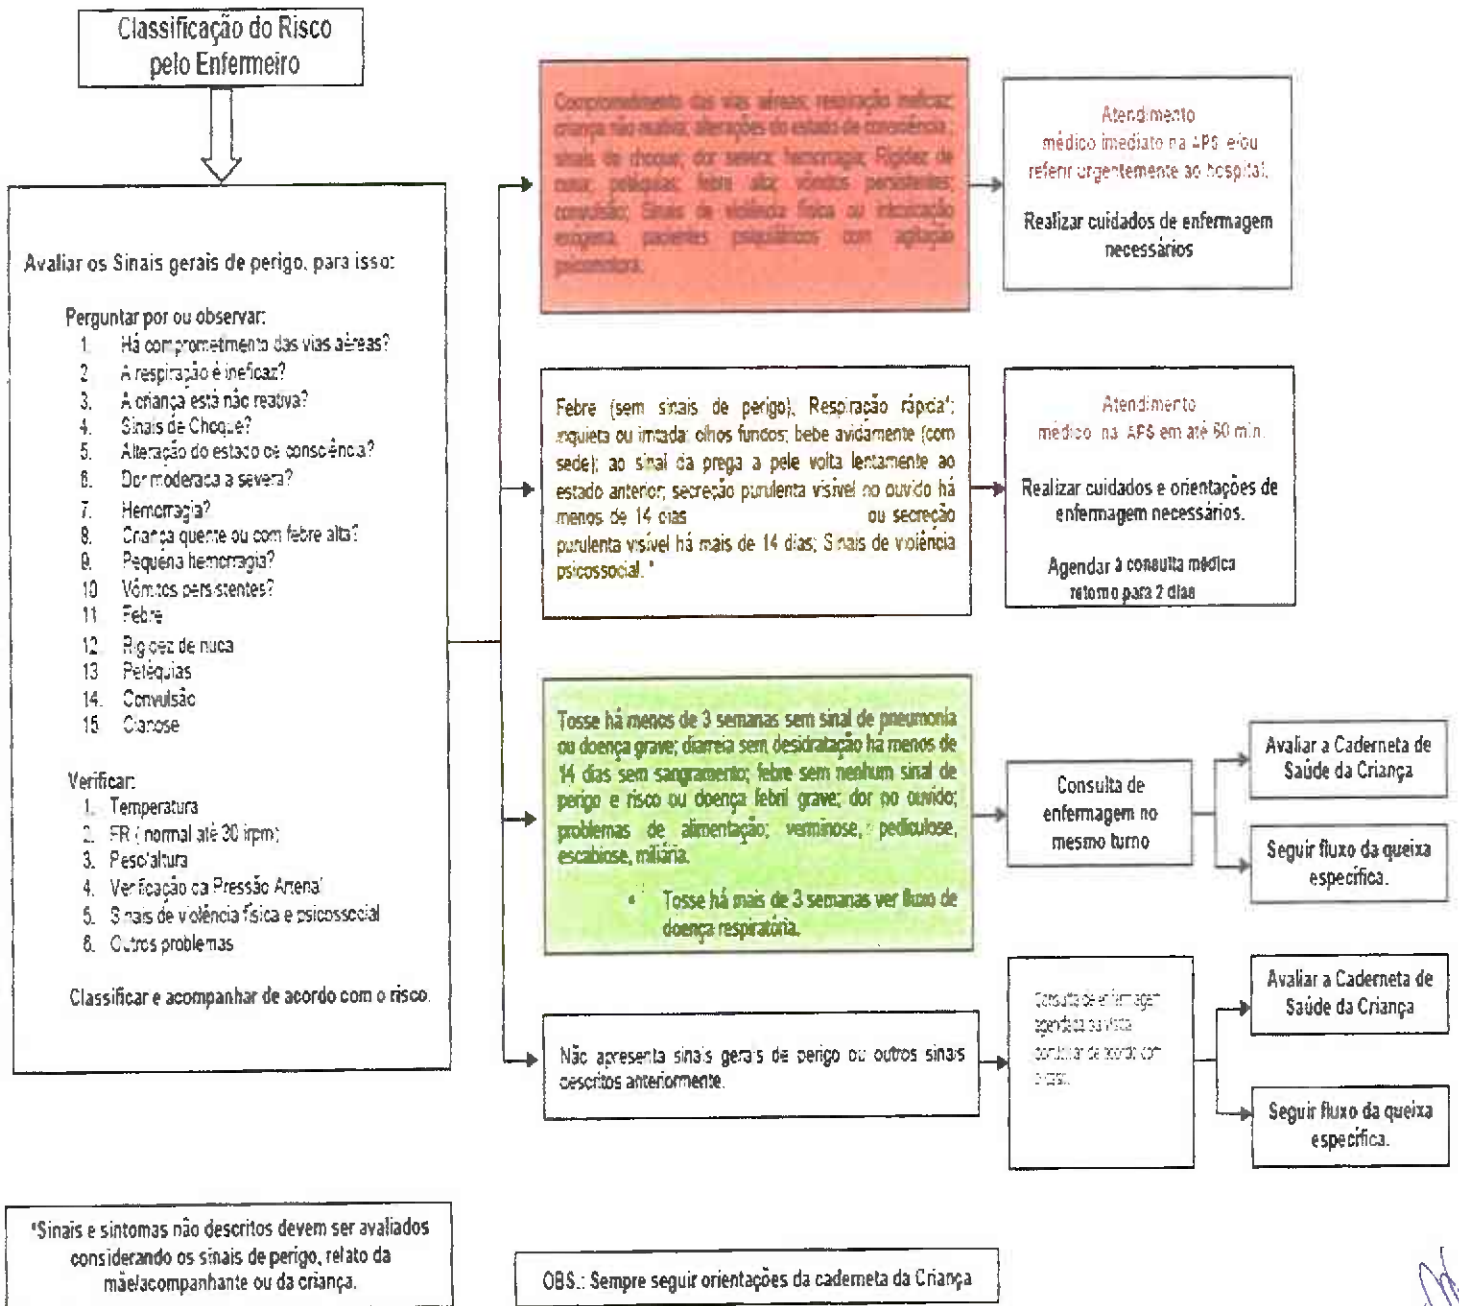 Classificação do Risco
pelo Enfermeiro
Avaliar os Sinais gerais de perigo, para isso:
Perguntar por ou observar:
1. Há comprometimento das vias aéreas?
2 A respiração é ineficaz?
3. A criança está não reativa?
4. Sinais de Choque?
5. Alteração do estado de consciência?
6. Dor moderada a severa?
7. Hemorragia?
8. Criança quente ou com febre alta?
9. Pequena hemorragia?
10 Vômitos persistentes?
11. Febre
12. Rigidez de nuca
13 Petéquias
14. Convulsão
15 Cianose
Verificar:
1. Temperatura
2. FR ( normal até 30 irpm;
3. Peso/altura
4. Verificação da Pressão Arterial
5. Sinais de violência física e psicossocial
6. Outros problemas
Classificar e acompanhar de acordo com o risco.
Comprometimento das vias aéreas; respiração ineficaz;
criança não reativa; alterações do estado de consciência ;
sinais de choque; dor severa; hemorragia; Rigidez de
nuca; petéquias; febre alta; vômitos persistentes;
convulsão; Sinais de violência física ou intoxicação
exógena; pacientes psiquiátricos com agitação
psicomotora.
Atendimento
médico imediato na APS e/ou
referir urgentemente ao hospital.
Realizar cuidados de enfermagem
necessários
Febre (sem sinais de perigo), Respiração rápida*;
inquieta ou irritada; olhos fundos; bebe avidamente (com
sede); ao sinal da prega a pele volta lentamente ao
estado anterior; secreção purulenta visível no ouvido há
menos de 14 dias ou secreção
purulenta visível há mais de 14 dias; Sinais de violência
psicossocial. *
Atendimento
médico na APS em até 60 min.
Realizar cuidados e orientações de
enfermagem necessários.
Agendar à consulta médica
retorno para 2 dias
Tosse há menos de 3 semanas sem sinal de pneumonia
ou doença grave; diarreia sem desidratação há menos de
14 dias sem sangramento; febre sem nenhum sinal de
perigo e risco ou doença febril grave; dor no ouvido;
problemas de alimentação; verminose, pediculose,
escabiose, miliária.
• Tosse há mais de 3 semanas ver fluxo de
doença respiratória.
Consulta de
enfermagem no
mesmo turno
Avaliar a Caderneta de
Saúde da Criança
Seguir fluxo da queixa
específica.
Não apresenta sinais gerais de perigo ou outros sinais
descritos anteriormente.
Consulta de enfermagem
agendada ou visita
domiciliar de acordo com
Avaliar a Caderneta de
Saúde da Criança
Seguir fluxo da queixa
específica.
*Sinais e sintomas não descritos devem ser avaliados
considerando os sinais de perigo, relato da
mãe/acompanhante ou da criança.
OBS.: Sempre seguir orientações da caderneta da Criança